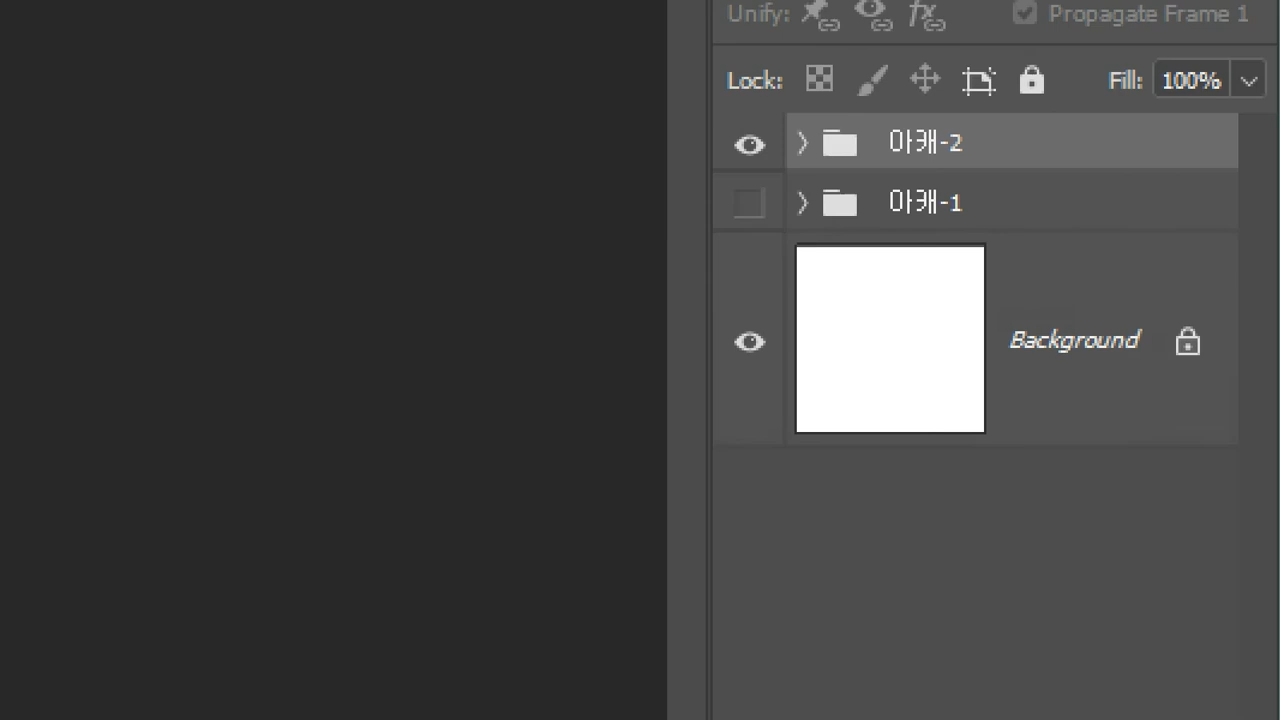 Unify: Propagate Frame 1
Lock: Fill: 100%
아캐-2
아캐-1
Background